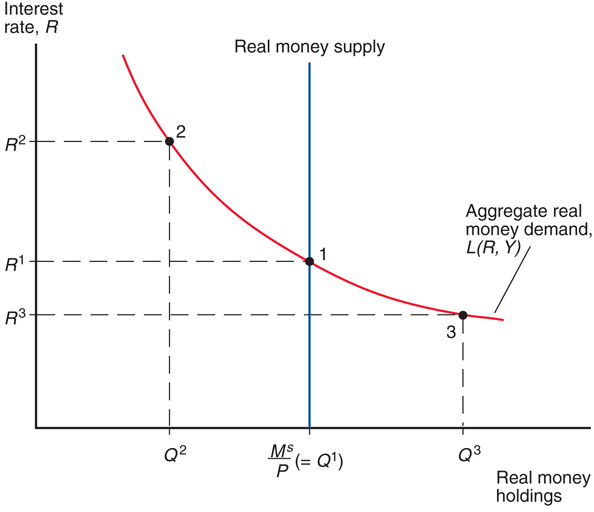 Interest
rate, R
Real money supply
R²
2
Aggregate real
money demand,
L(R, Y)
R¹
1
R³
3
Q²
Mˢ
P
(= Q¹)
Q³
Real money
holdings